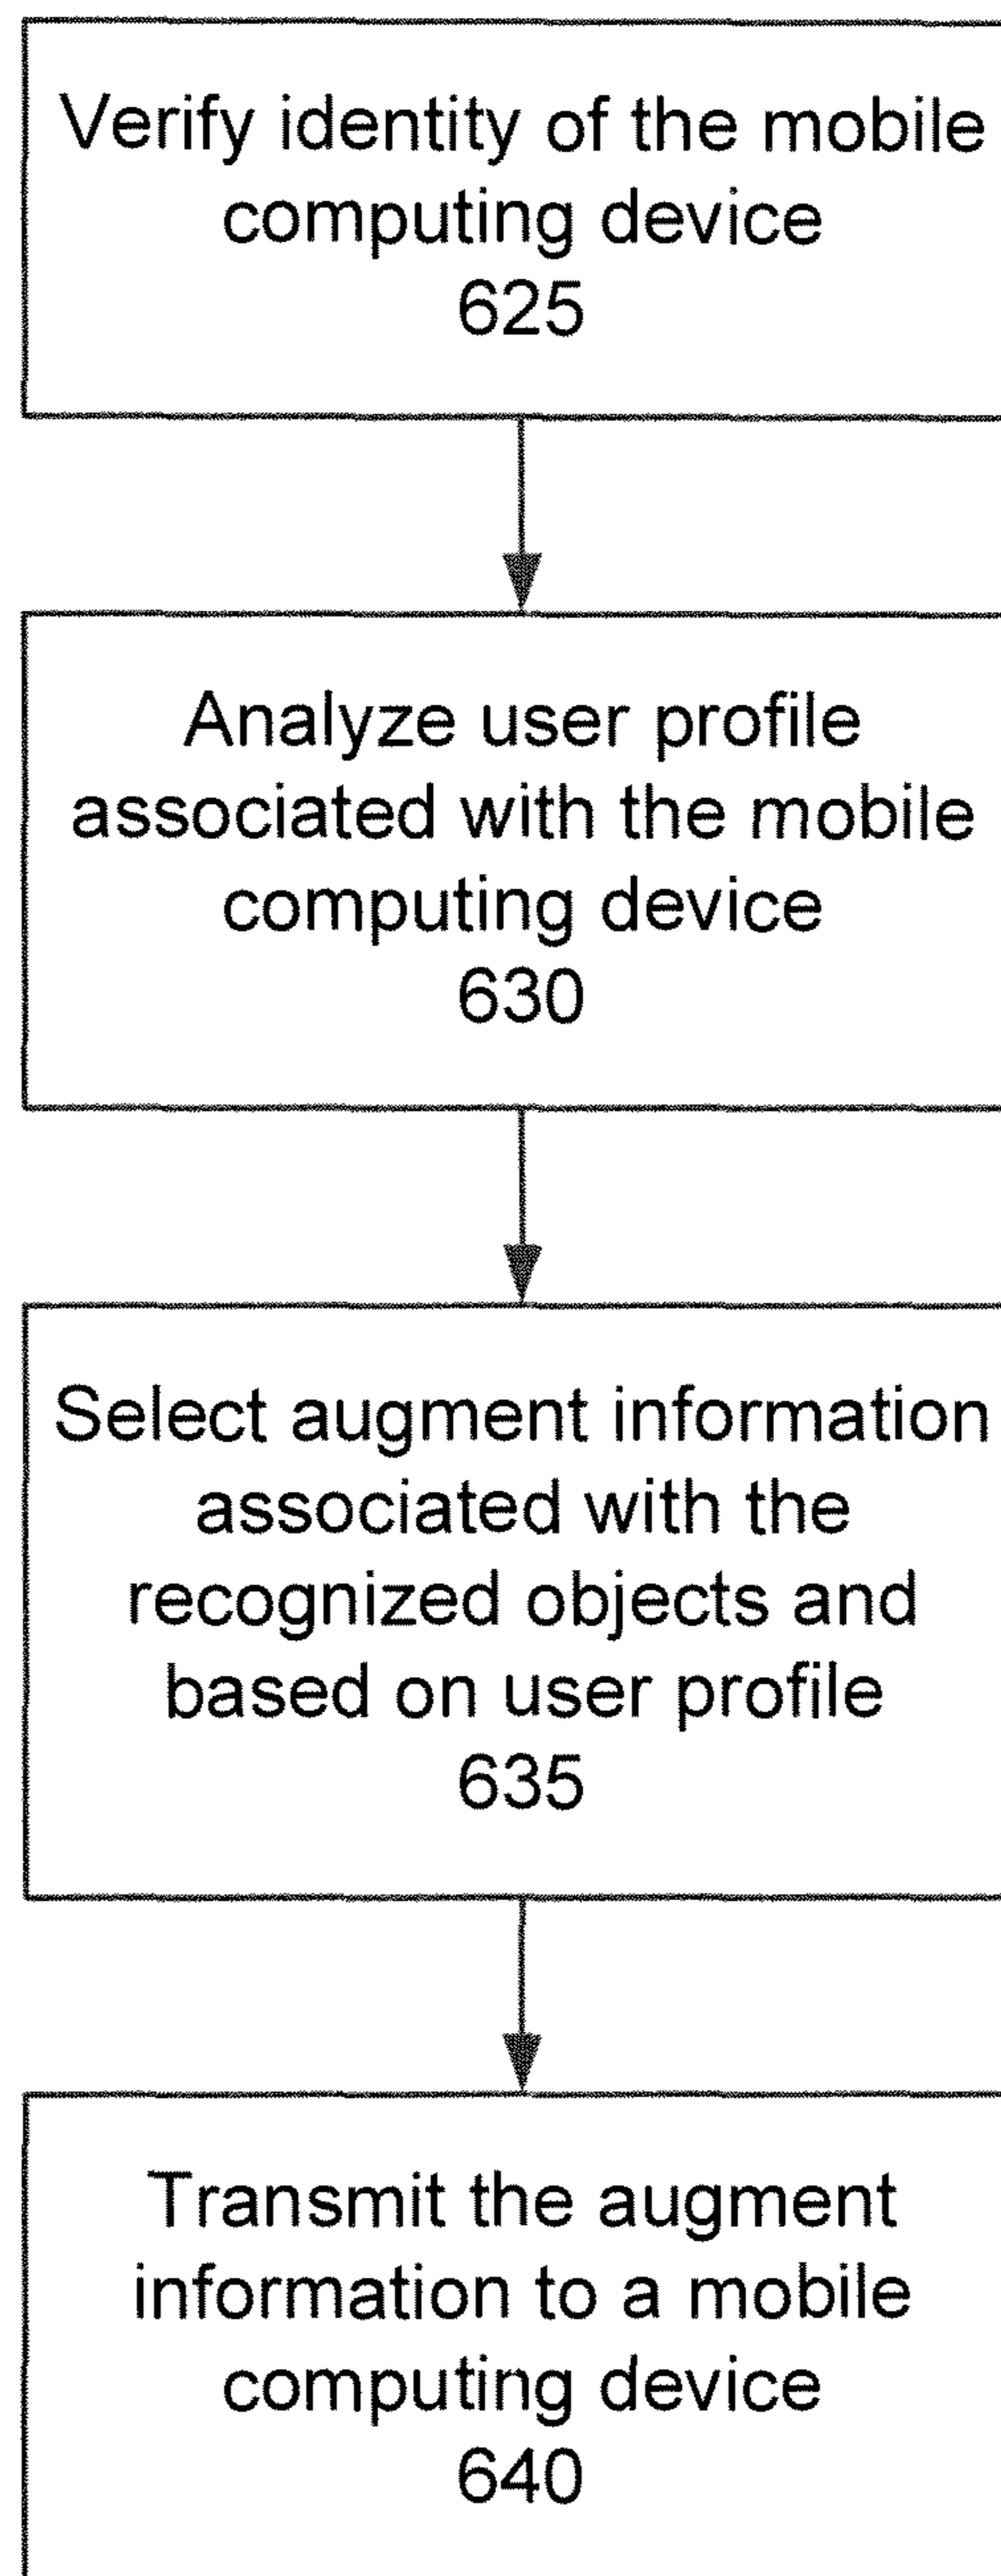 Verify identity of the mobile
computing device
625
Analyze user profile
associated with the mobile
computing device
630
Select augment information
associated with the
recognized objects and
based on user profile
635
Transmit the augment
information to a mobile
computing device
640